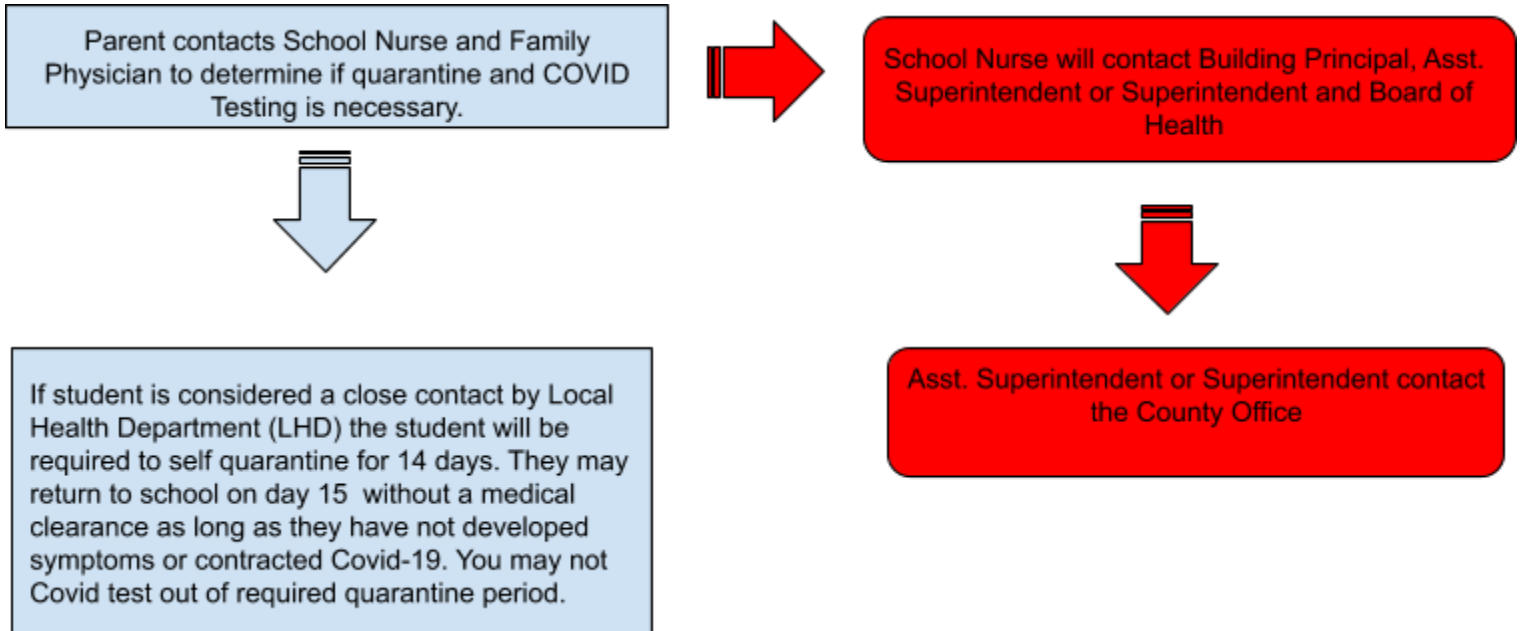 Parent contacts School Nurse and Family
Physician to determine if quarantine and COVID
Testing is necessary.
School Nurse will contact Building Principal, Asst.
Superintendent or Superintendent and Board of
Health
If student is considered a close contact by Local
Health Department (LHD) the student will be
required to self quarantine for 14 days. They may
return to school on day 15  without a medical
clearance as long as they have not developed
symptoms or contracted Covid-19. You may not
Covid test out of required quarantine period.
Asst. Superintendent or Superintendent contact
the County Office